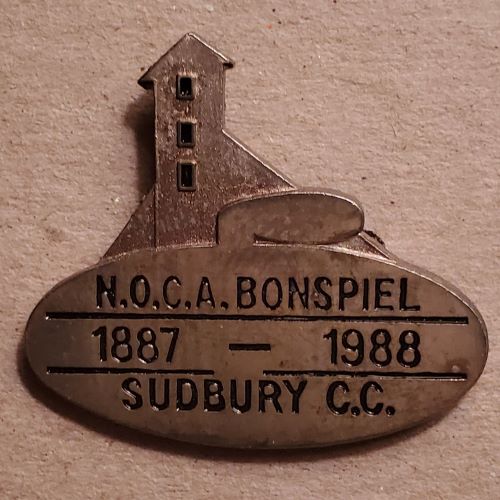 N.O.C.A. BONSPIEL
1887 — 1988
SUDBURY C.C.